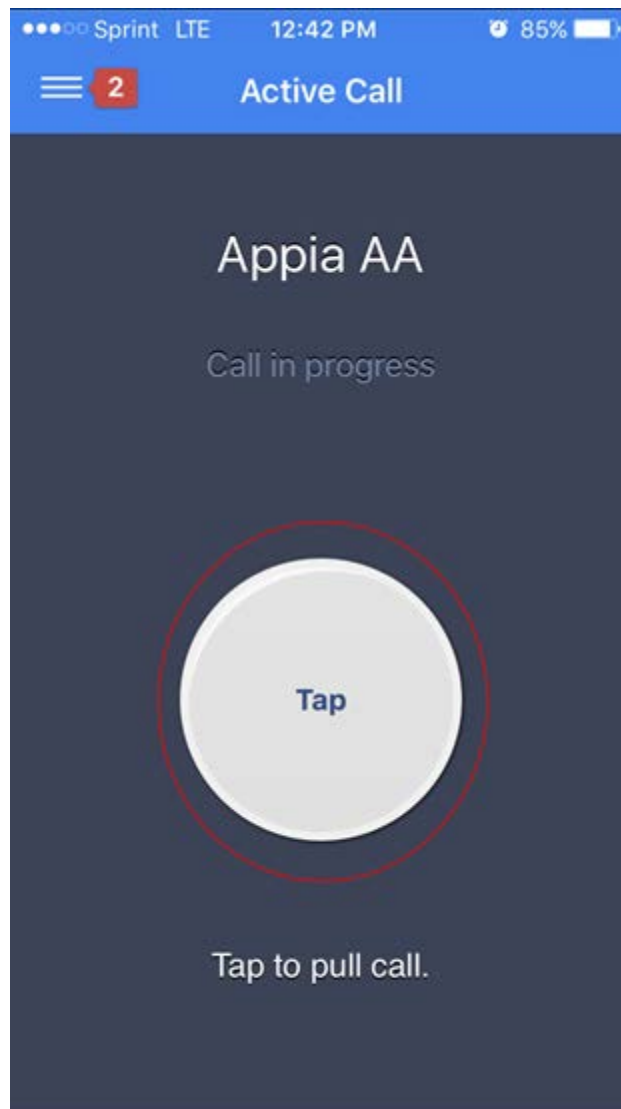 Sprint LTE 12:42 PM 85%
2 Active Call
Appia AA
Call in progress
Tap
Tap to pull call.